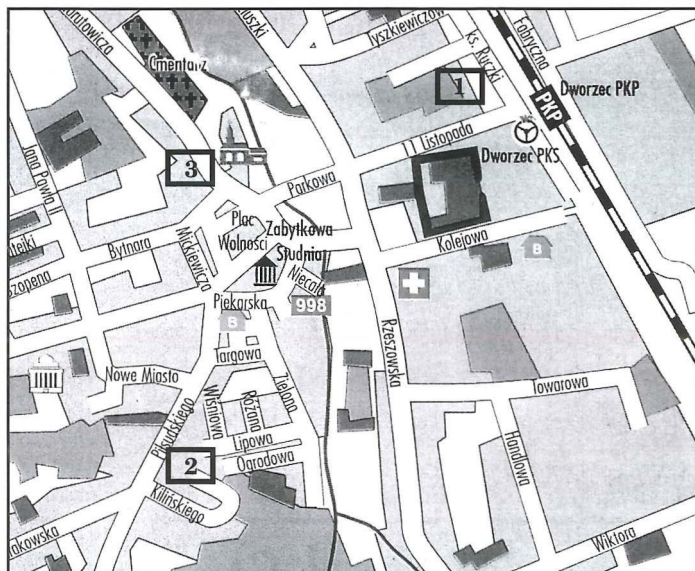 Tyszkiewiczów
ks. Ruczki
Fabryczna
Cmentarz
1
Dworzec PKP
PKP
11 Listopada
Dworzec PKS
3
Jana Pawła II
Parkowa
Plac
Wolności
Zabytkowa
Studnia
Kolejowa
B
Bytnara
Mickiewicza
Niecała
Piekarska
998
B
Rzeszowska
Targowa
Nowe Miasto
Zielona
Towarowa
Piłsudskiego
Wiśniowa
Różana
Lipowa
Ogrodowa
Handlowa
2
Kilińskiego
Wiktora